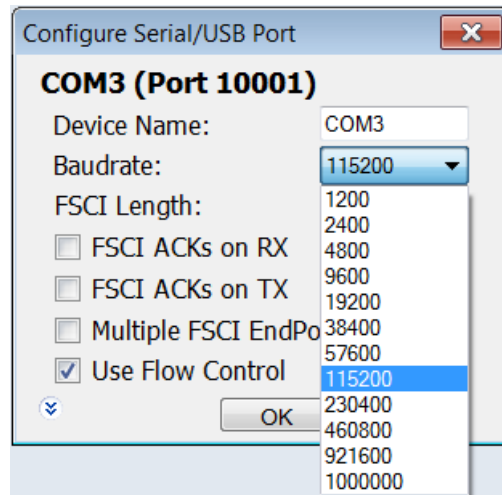 Configure Serial/USB Port
COM3 (Port 10001)
Device Name: COM3
Baudrate: 115200
FSCI Length:
1200
2400
FSCI ACKs on RX
4800
FSCI ACKs on TX
9600
19200
Multiple FSCI EndPo
38400
57600
Use Flow Control
115200
OK
230400
460800
921600
1000000